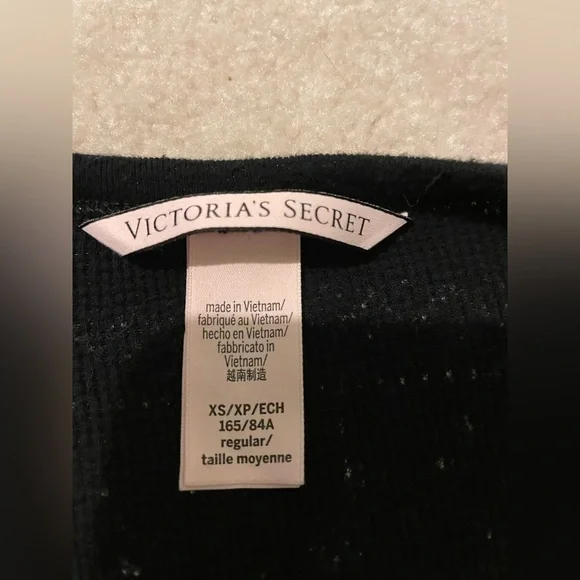 VICTORIA'S SECRET
made in Vietnam/
fabriqué au Vietnam/
hecho en Vietnam/
fabbricato in
Vietnam/
越南制造
XS/XP/ECH
165/84A
regular/
taille moyenne